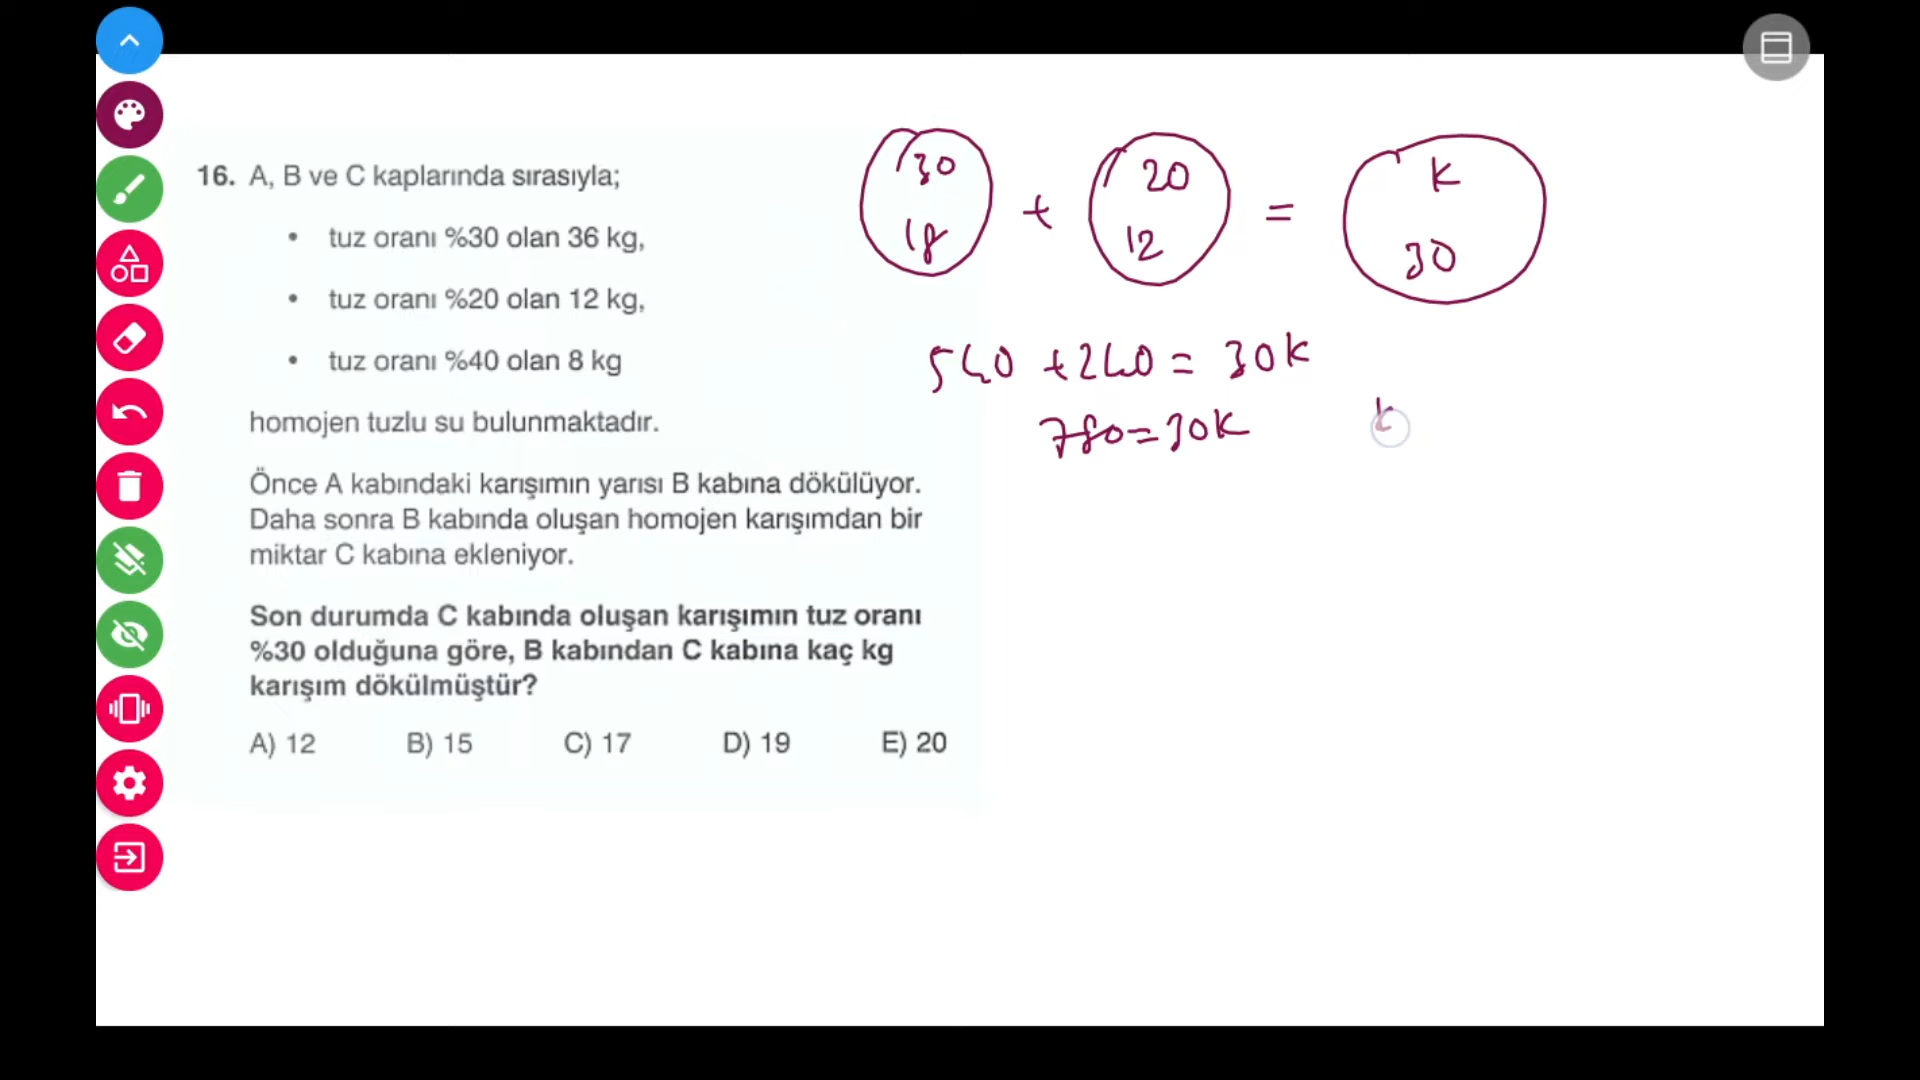 16. A, B ve C kaplarında sırasıyla;
• tuz oranı %30 olan 36 kg,
• tuz oranı %20 olan 12 kg,
• tuz oranı %40 olan 8 kg
homojen tuzlu su bulunmaktadır.
Önce A kabındaki karışımın yarısı B kabına dökülüyor.
Daha sonra B kabında oluşan homojen karışımdan bir
miktar C kabına ekleniyor.
Son durumda C kabında oluşan karışımın tuz oranı
%30 olduğuna göre, B kabından C kabına kaç kg
karışım dökülmüştür?
A) 12 B) 15 C) 17 D) 19 E) 20
30 + 20 = k
18 12 30
540 + 240 = 30k
780 = 30k